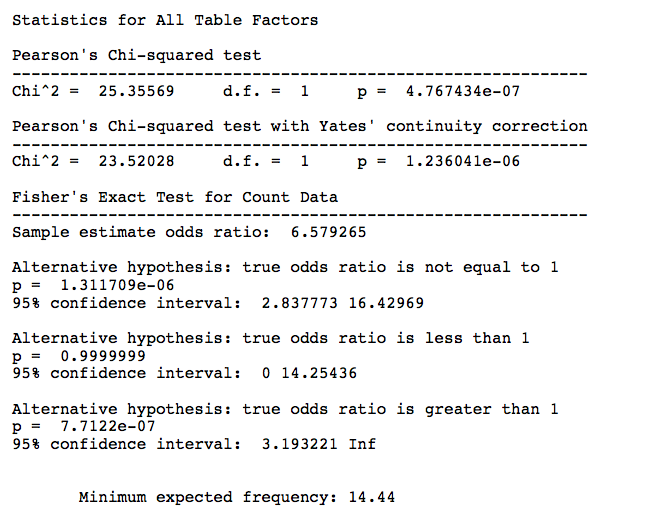 Statistics for All Table Factors
Pearson's Chi-squared test
------------------------------------------------------------
Chi^2 =  25.35569     d.f. =  1     p =  4.767434e-07
Pearson's Chi-squared test with Yates' continuity correction
------------------------------------------------------------
Chi^2 =  23.52028     d.f. =  1     p =  1.236041e-06
Fisher's Exact Test for Count Data
------------------------------------------------------------
Sample estimate odds ratio:  6.579265
Alternative hypothesis: true odds ratio is not equal to 1
p =  1.311709e-06
95% confidence interval:  2.837773 16.42969
Alternative hypothesis: true odds ratio is less than 1
p =  0.9999999
95% confidence interval:  0 14.25436
Alternative hypothesis: true odds ratio is greater than 1
p =  7.7122e-07
95% confidence interval:  3.193221 Inf
Minimum expected frequency: 14.44